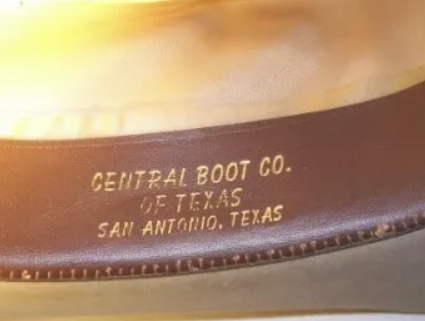 CENTRAL BOOT CO.
OF TEXAS
SAN ANTONIO, TEXAS